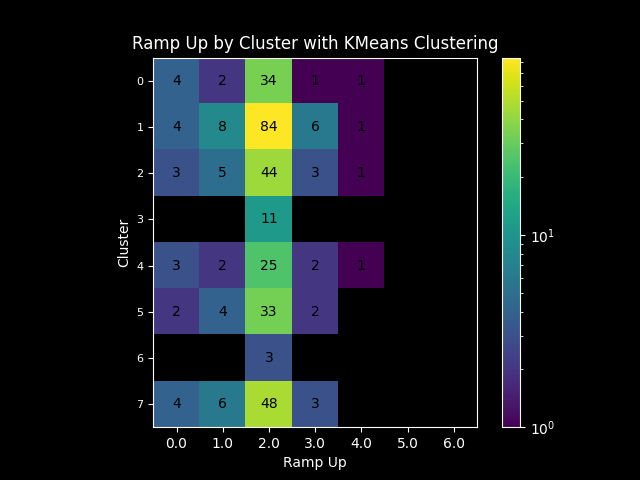 Ramp Up by Cluster with KMeans Clustering
0 4 2 34 1 1
1 4 8 84 6 1
2 3 5 44 3 1
3 11
4 3 2 25 2 1
5 2 4 33 2
6 3
7 4 6 48 3
0.0 1.0 2.0 3.0 4.0 5.0 6.0
Ramp Up
Cluster
10¹
10⁰